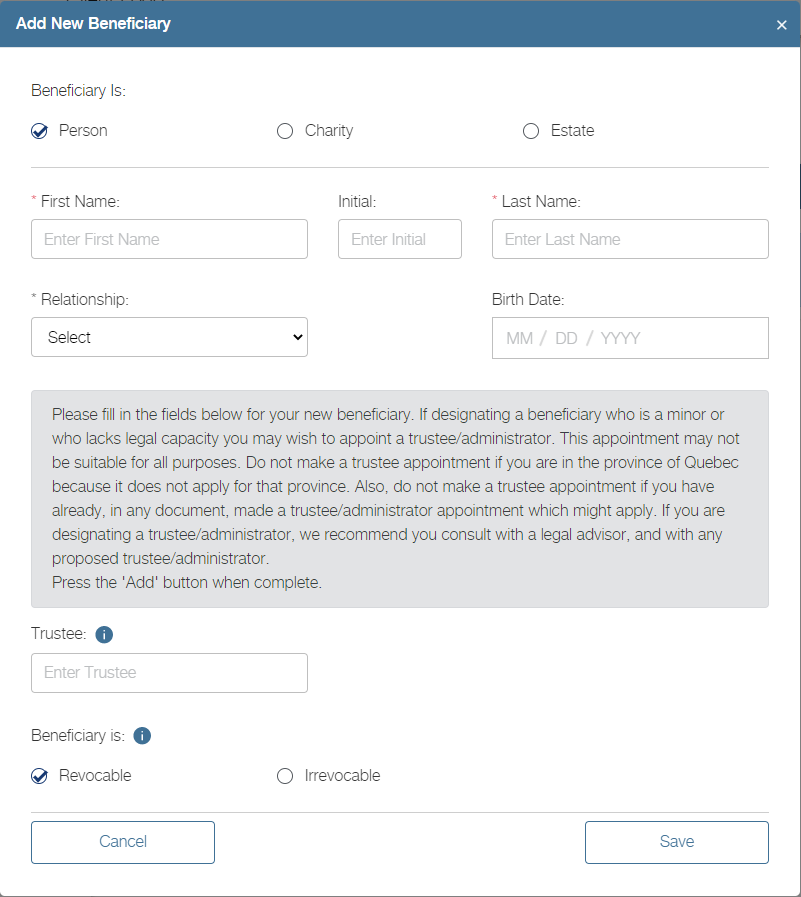 Add New Beneficiary ×
Beneficiary Is:
Person Charity Estate
* First Name: Initial: * Last Name:
Enter First Name Enter Initial Enter Last Name
* Relationship: Birth Date:
Select MM / DD / YYYY
Please fill in the fields below for your new beneficiary. If designating a beneficiary who is a minor or
who lacks legal capacity you may wish to appoint a trustee/administrator. This appointment may not
be suitable for all purposes. Do not make a trustee appointment if you are in the province of Quebec
because it does not apply for that province. Also, do not make a trustee appointment if you have
already, in any document, made a trustee/administrator appointment which might apply. If you are
designating a trustee/administrator, we recommend you consult with a legal advisor, and with any
proposed trustee/administrator.
Press the 'Add' button when complete.
Trustee: i
Enter Trustee
Beneficiary is: i
Revocable Irrevocable
Cancel Save